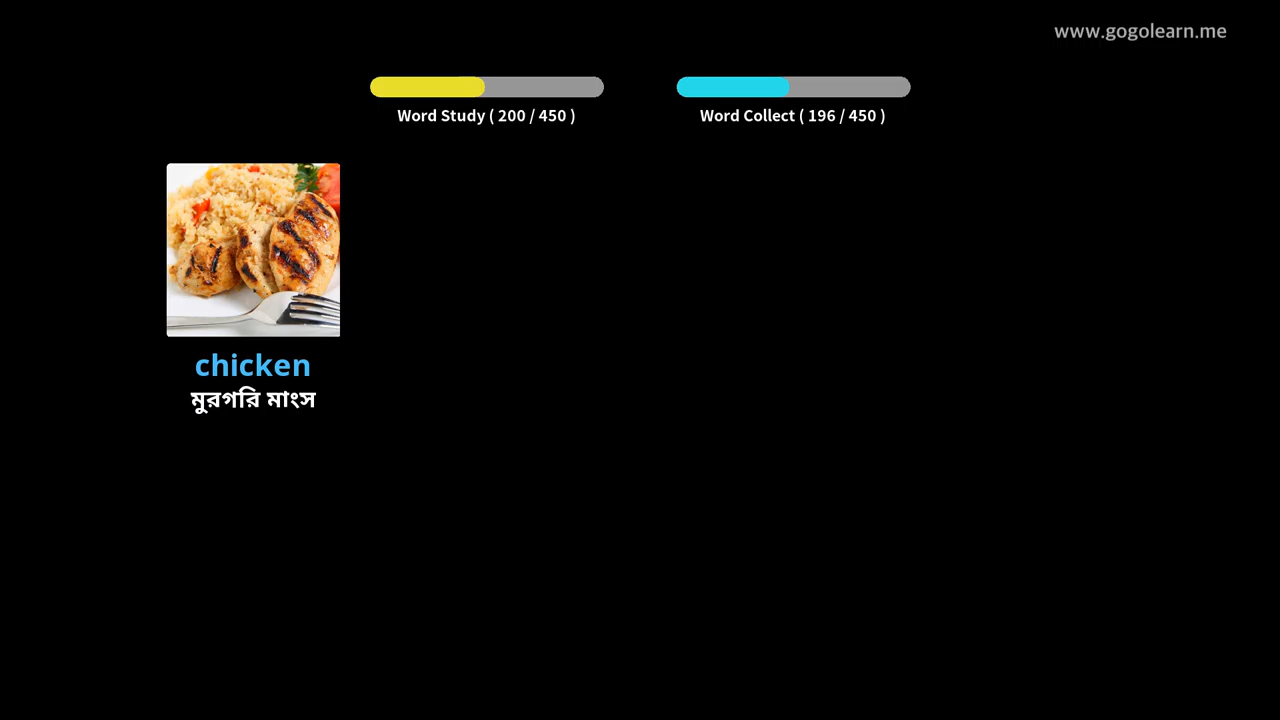 www.gogolearn.me
Word Study ( 200 / 450 )
Word Collect ( 196 / 450 )
chicken
মুরগরি মাংস